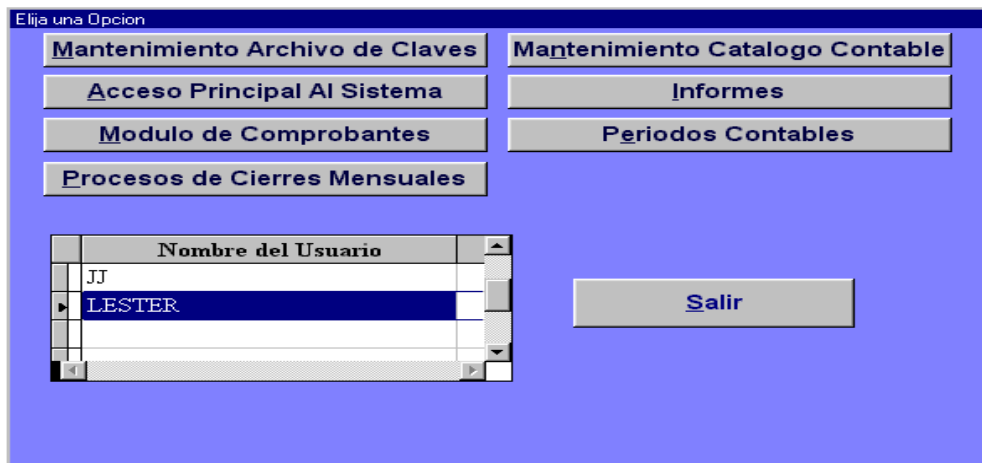 Elija una Opcion
Mantenimiento Archivo de Claves
Mantenimiento Catalogo Contable
Acceso Principal Al Sistema
Informes
Modulo de Comprobantes
Periodos Contables
Procesos de Cierres Mensuales
Nombre del Usuario
JJ
LESTER
Salir